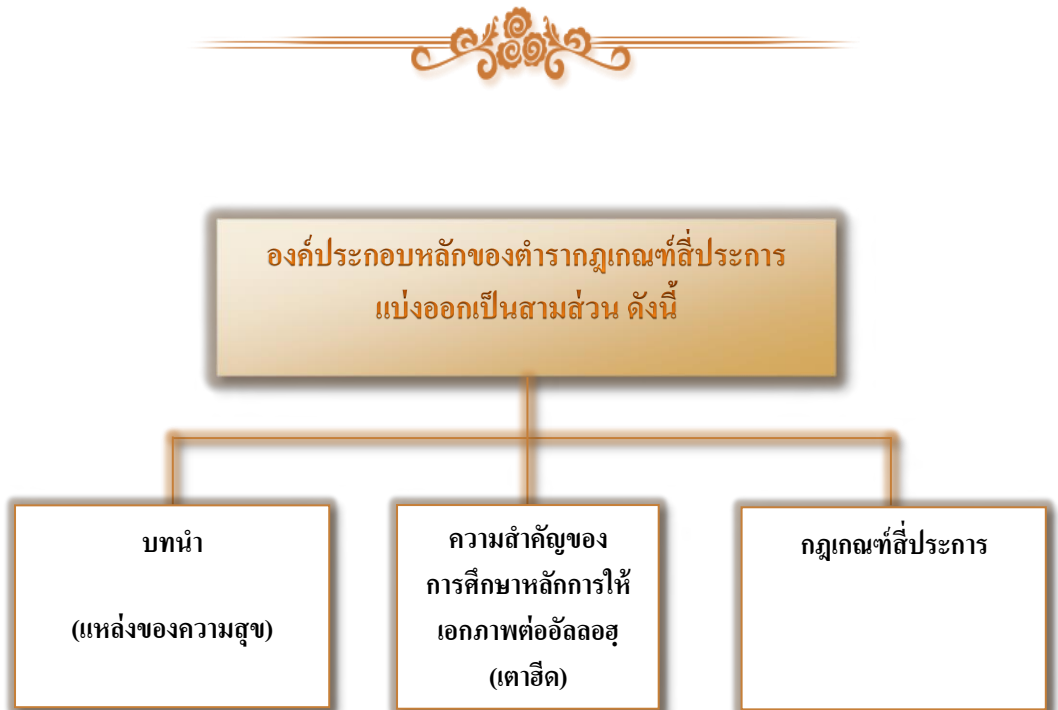 องค์ประกอบหลักของตำรากฎเกณฑ์สี่ประการ
แบ่งออกเป็นสามส่วน ดังนี้
บทนำ
(แหล่งของความสุข)
ความสำคัญของ
การศึกษาหลักการให้
เอกภาพต่ออัลลอฮฺ
(เตาฮีด)
กฎเกณฑ์สี่ประการ